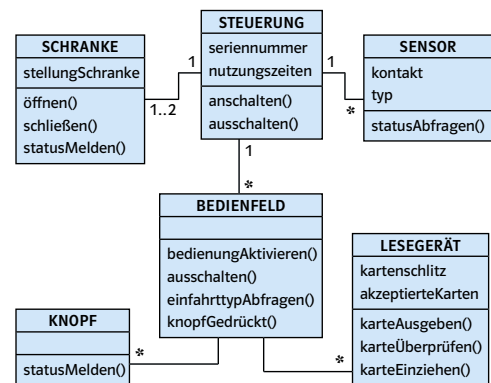 STEUERUNG
seriennummer
nutzungszeiten
anschalten()
ausschalten()
SCHRANKE
stellungSchranke
öffnen()
schließen()
statusMelden()
SENSOR
kontakt
typ
statusAbfragen()
1
1..2
1
*
1
*
BEDIENFELD
bedienungAktivieren()
ausschalten()
einfahrttypAbfragen()
knopfGedrückt()
LESEGERÄT
kartenschlitz
akzeptierteKarten
karteAusgeben()
karteÜberprüfen()
karteEinziehen()
KNOPF
statusMelden()
*
*